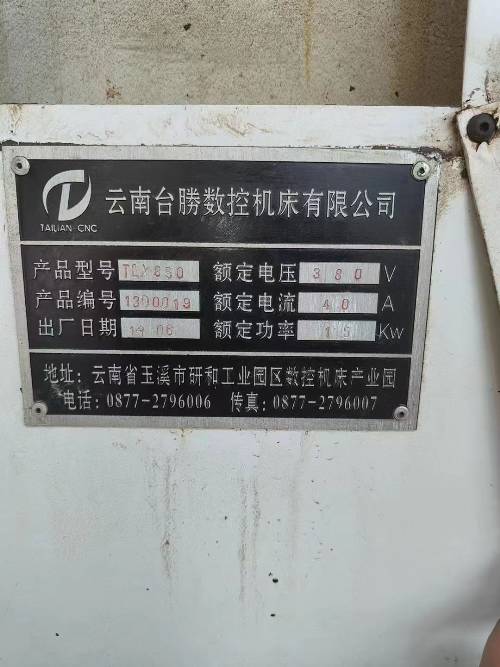 云南台勝数控机床有限公司
TAILIAN CNC
产品型号 TLX850 额定电压 380 V
产品编号 1300019 额定电流 40 A
出厂日期 14 06 额定功率 15 Kw
地址：云南省玉溪市研和工业园区数控机床产业园
电话：0877-2796006 传真：0877-2796007